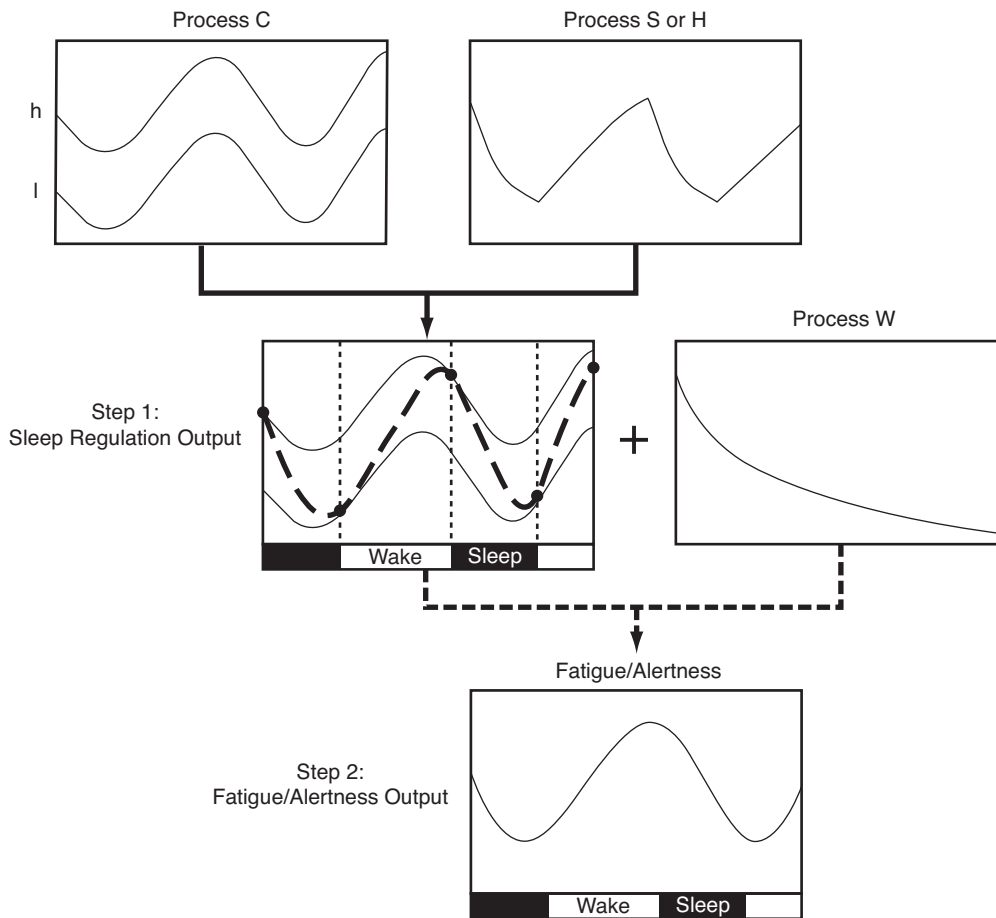 Process C
Process S or H
h
l
Process W
Step 1:
Sleep Regulation Output
+
Wake
Sleep
Fatigue/Alertness
Step 2:
Fatigue/Alertness Output
Wake
Sleep